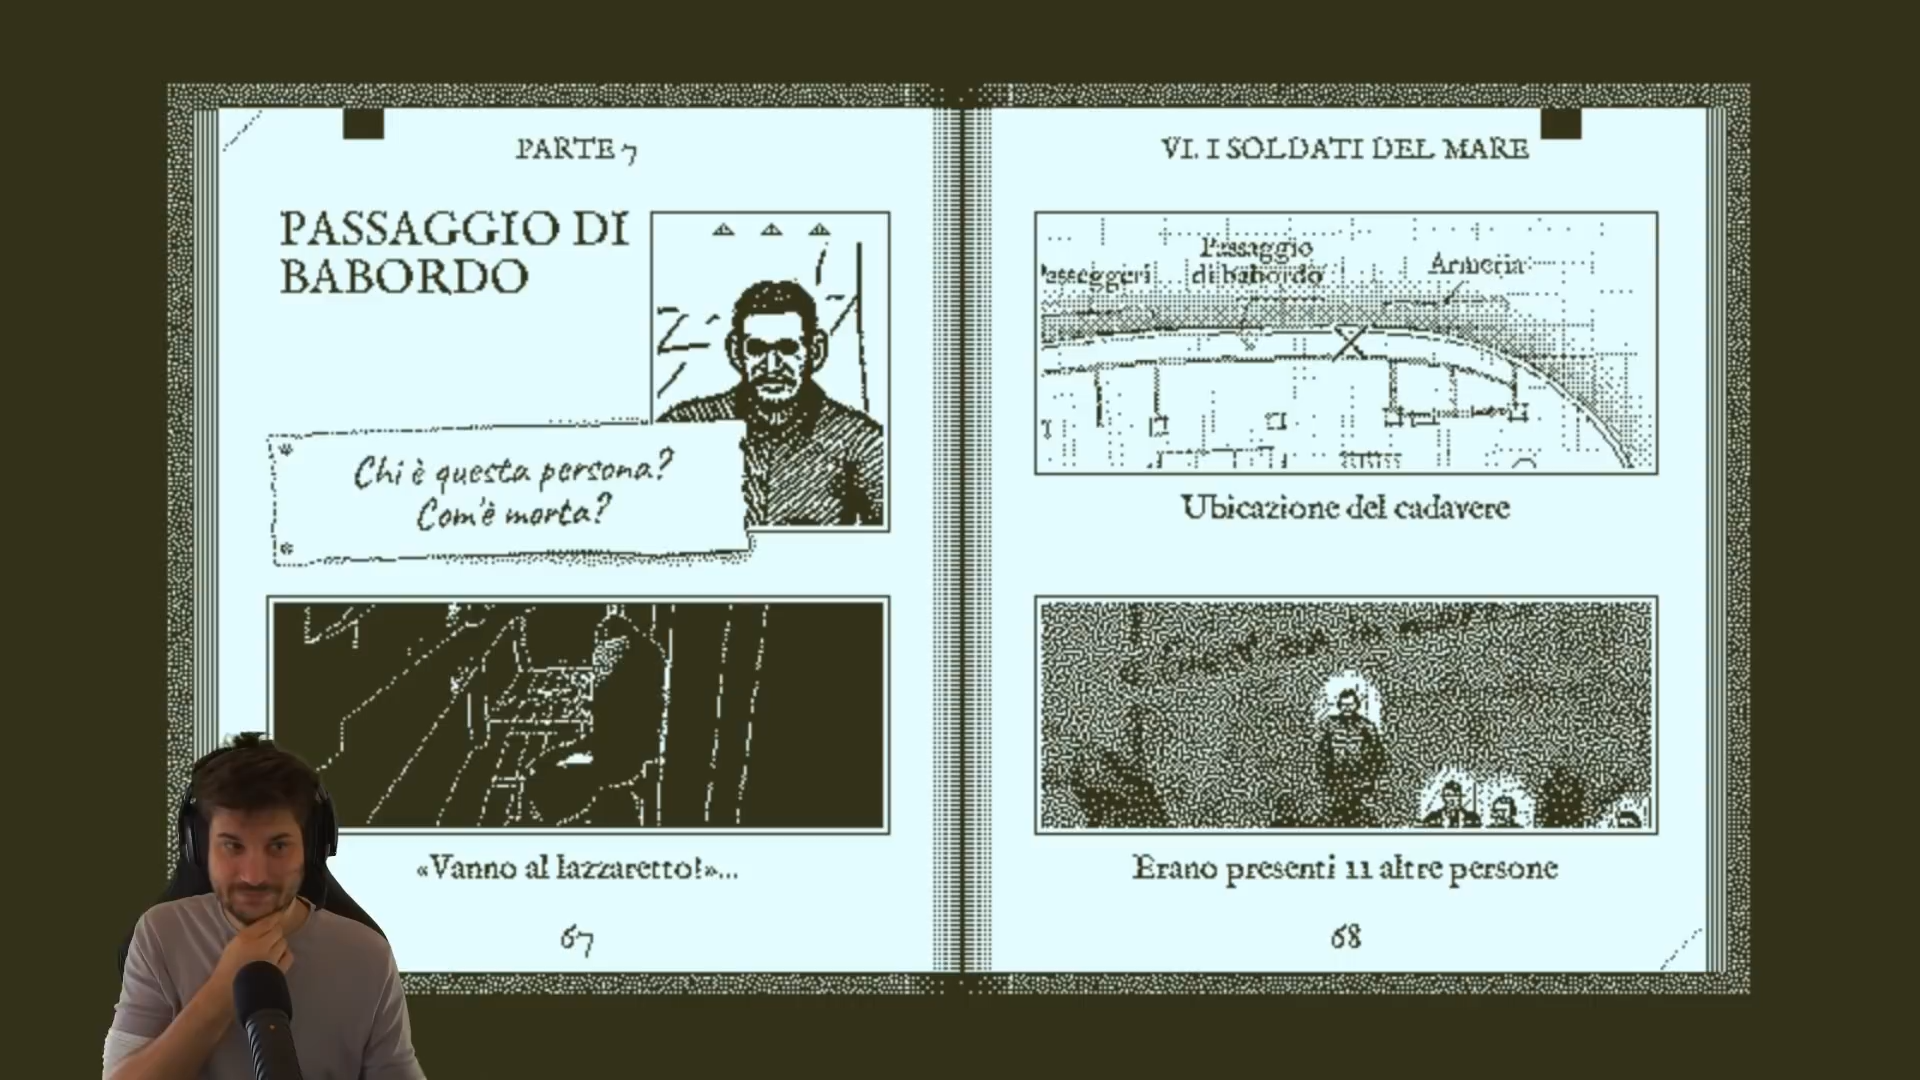 PARTE 7
PASSAGGIO DI
BABORDO
Chi è questa persona?
Com'è morta?
«Vanno al lazzaretto!»...
67
VI. I SOLDATI DEL MARE
Passaggio
di babordo
Armeria
Ubicazione del cadavere
Erano presenti 11 altre persone
68